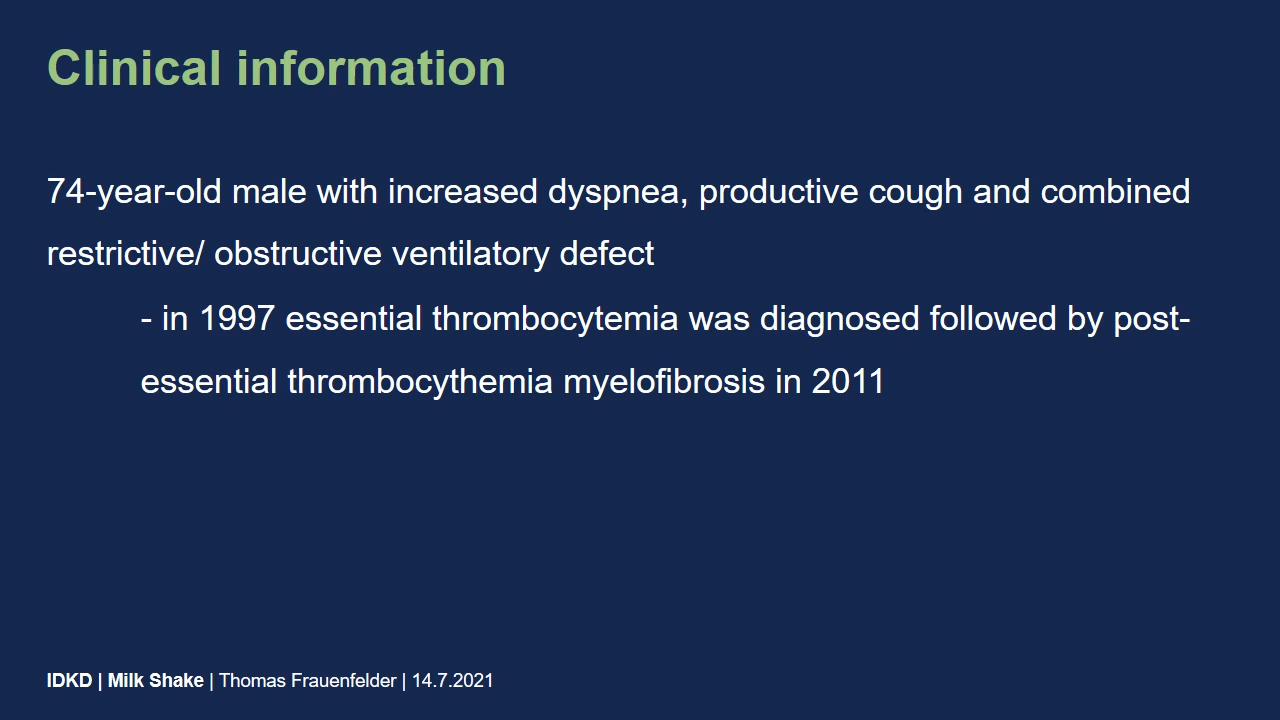 Clinical information
74-year-old male with increased dyspnea, productive cough and combined
restrictive/ obstructive ventilatory defect
- in 1997 essential thrombocytemia was diagnosed followed by post-
essential thrombocythemia myelofibrosis in 2011
IDKD | Milk Shake | Thomas Frauenfelder | 14.7.2021